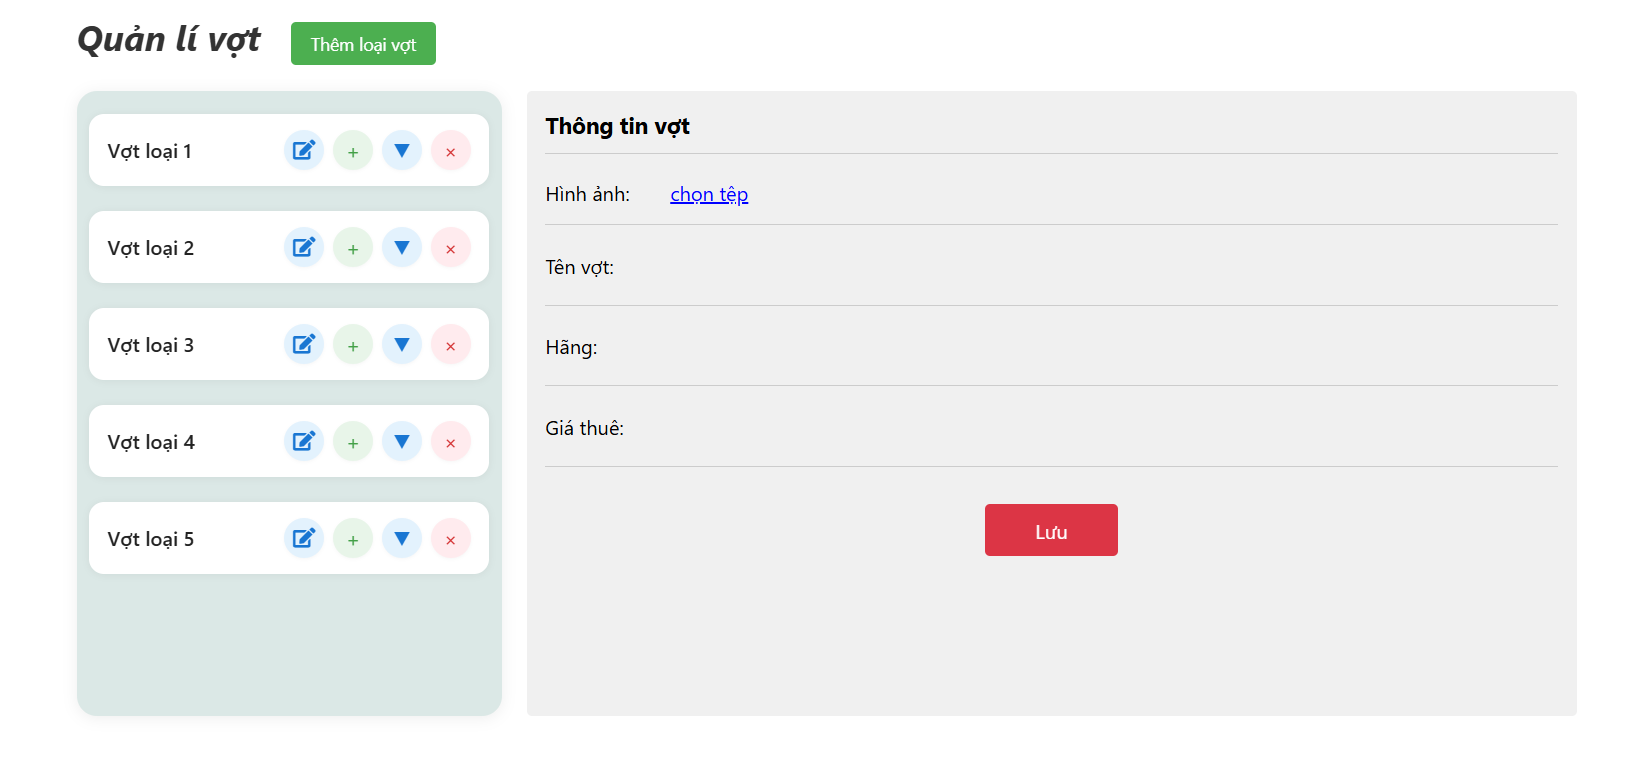 Quản lí vợt
Thêm loại vợt
Vợt loại 1
+ ▼ ×
Vợt loại 2
+ ▼ ×
Vợt loại 3
+ ▼ ×
Vợt loại 4
+ ▼ ×
Vợt loại 5
+ ▼ ×
Thông tin vợt
Hình ảnh: chọn tệp
Tên vợt:
Hãng:
Giá thuê:
Lưu